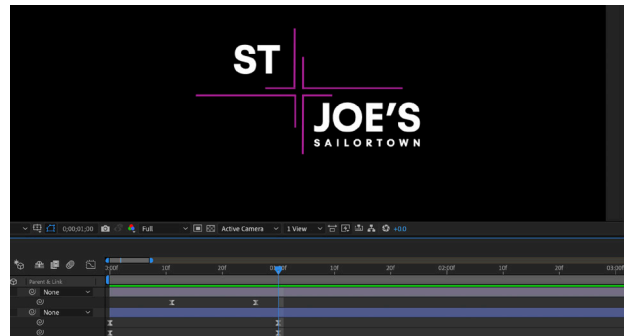 ST
JOE'S
SAILORTOWN
0;00;01;00 Full Active Camera 1 View +0.0
0:00f 10f 20f 01:00f 10f 20f 02:00f 10f 20f 03:00f
Parent & Link
None
None